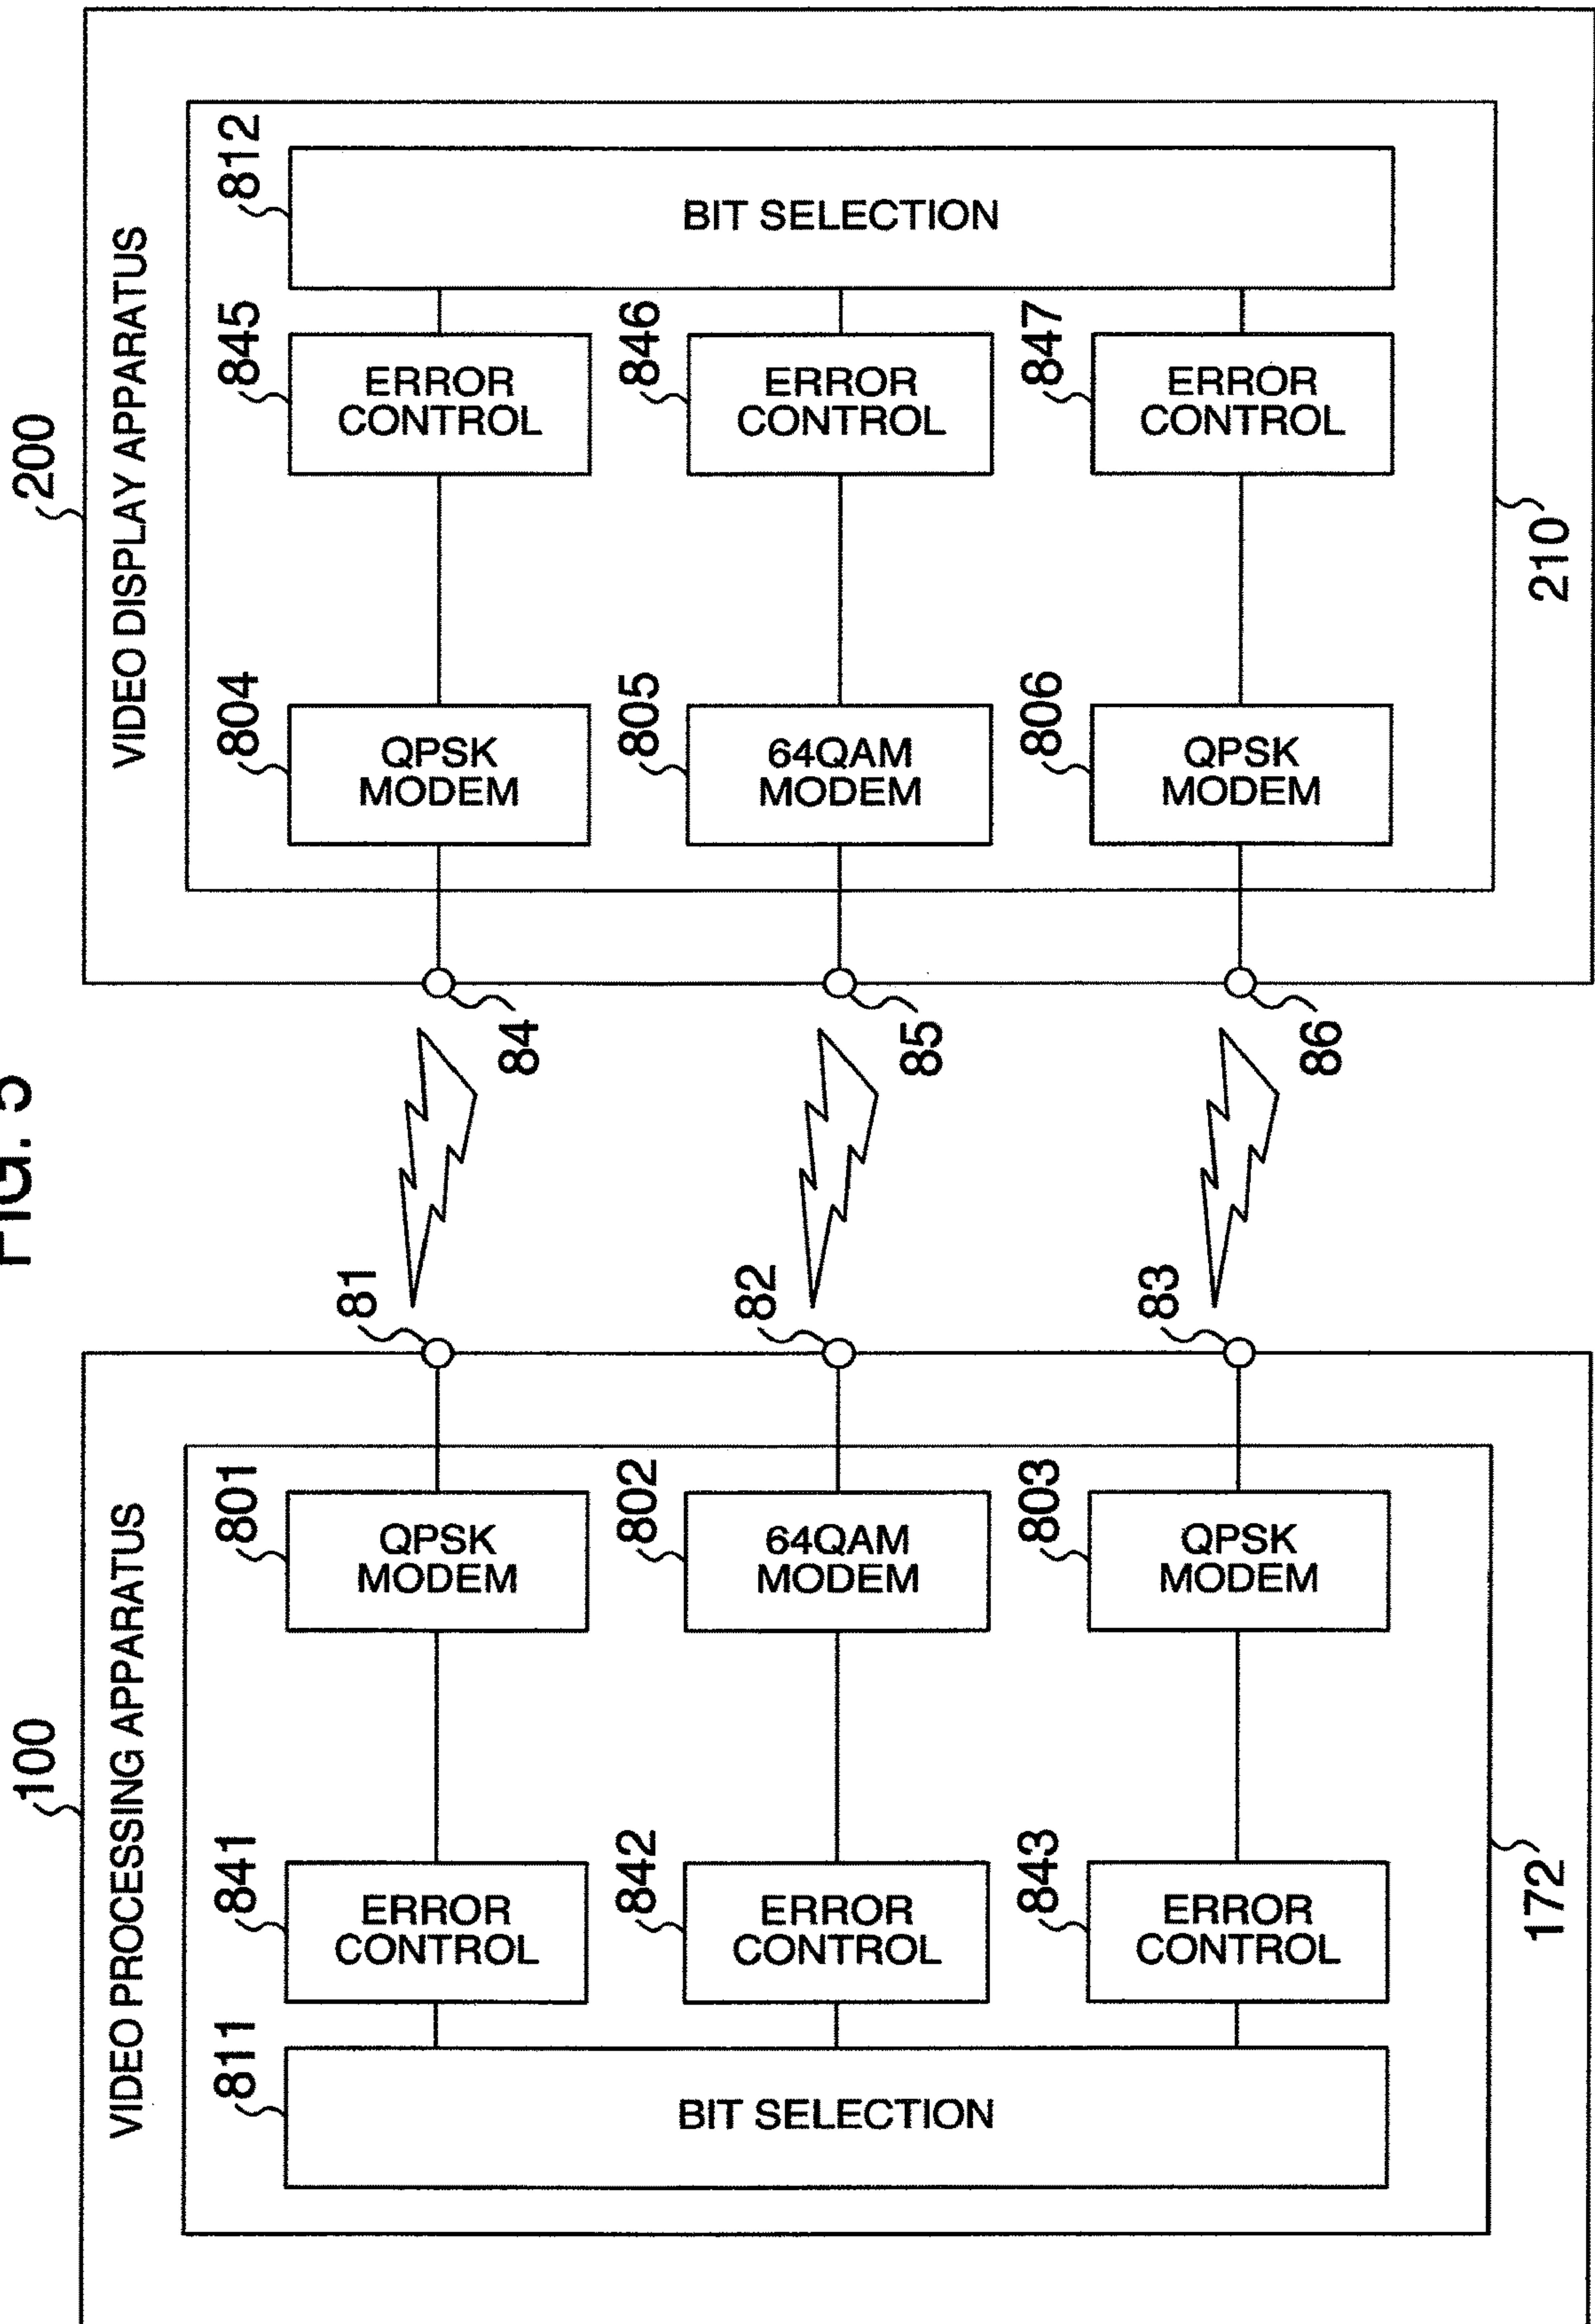 FIG. 5
100
VIDEO PROCESSING APPARATUS
811
BIT SELECTION
841
ERROR
CONTROL
801
QPSK
MODEM
81
842
ERROR
CONTROL
802
64QAM
MODEM
82
843
ERROR
CONTROL
803
QPSK
MODEM
83
172
200
VIDEO DISPLAY APPARATUS
84
804
QPSK
MODEM
845
ERROR
CONTROL
812
BIT SELECTION
85
805
64QAM
MODEM
846
ERROR
CONTROL
86
806
QPSK
MODEM
847
ERROR
CONTROL
210